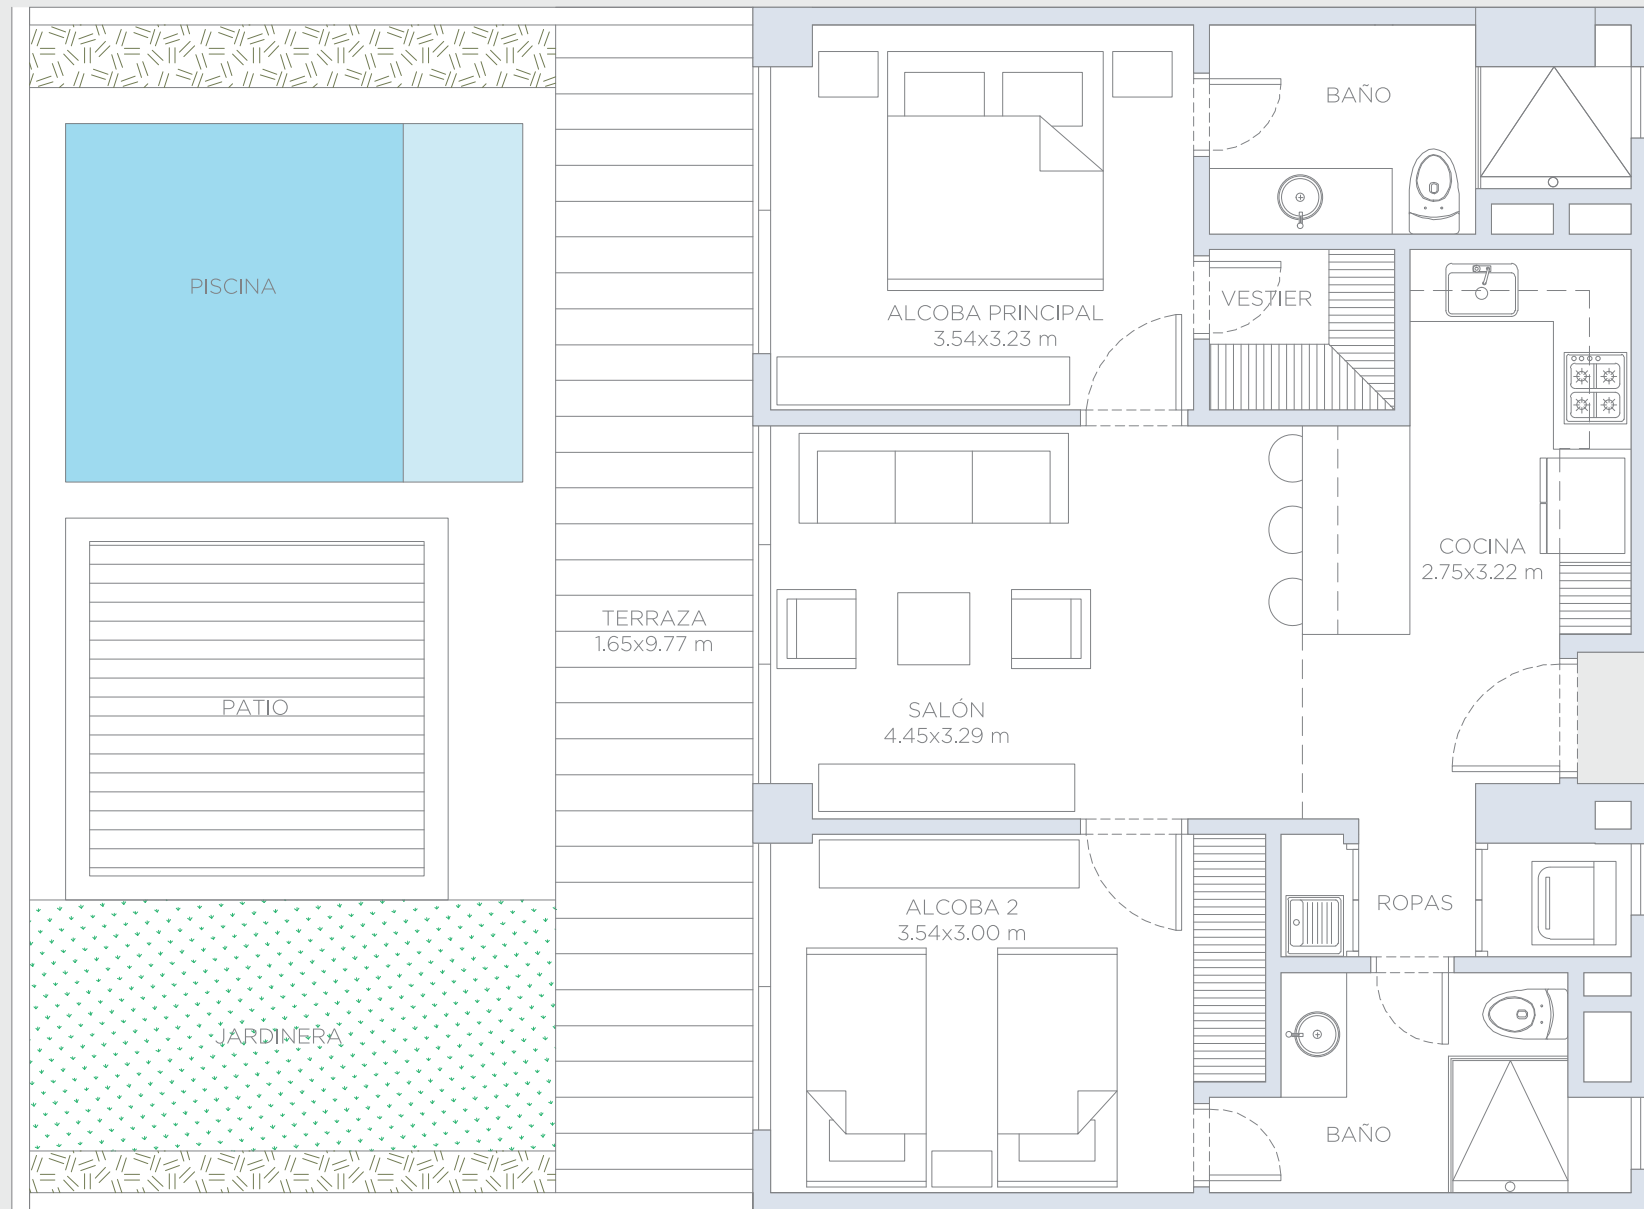 BAÑO
PISCINA
VESTIER
ALCOBA PRINCIPAL
3.54x3.23 m
COCINA
2.75x3.22 m
TERRAZA
1.65x9.77 m
PATIO
SALÓN
4.45x3.29 m
ALCOBA 2
3.54x3.00 m
ROPAS
JARDINERA
BAÑO